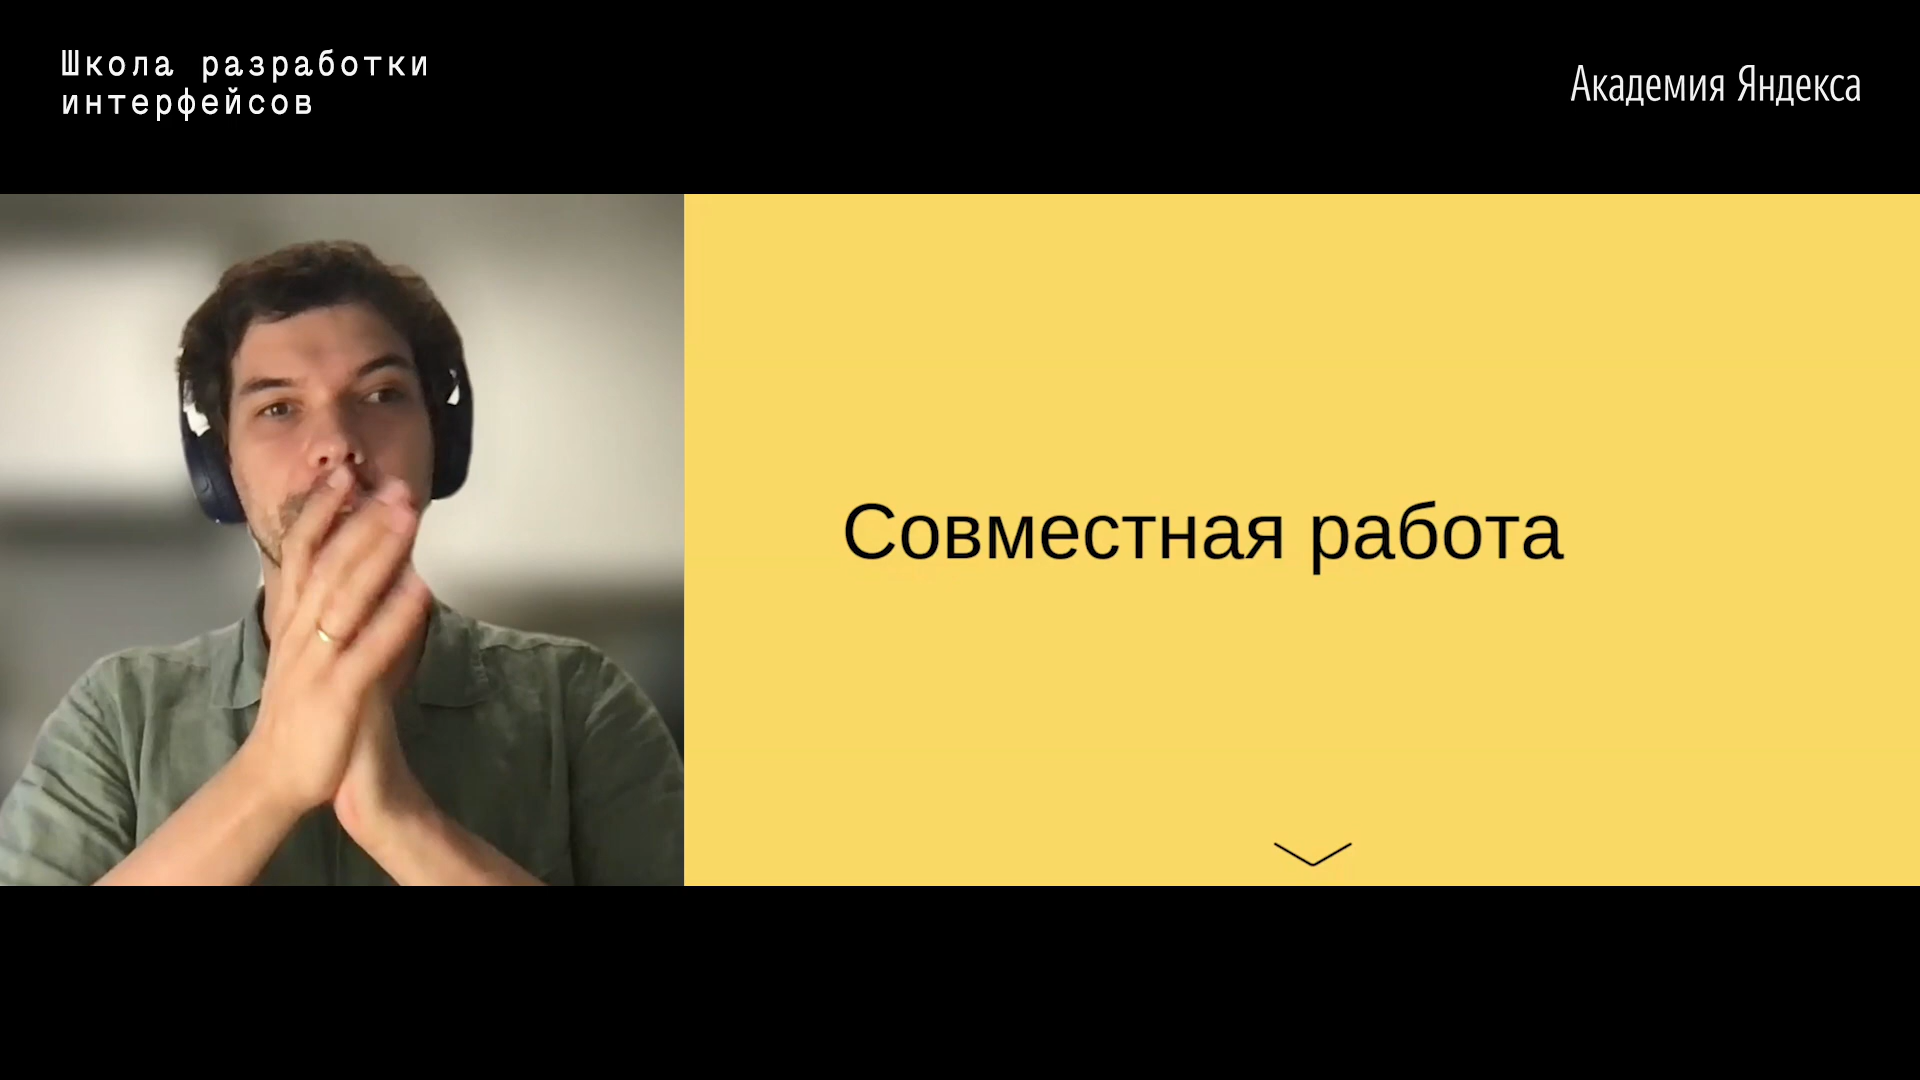 Школа разработки
интерфейсов
Академия Яндекса
Совместная работа